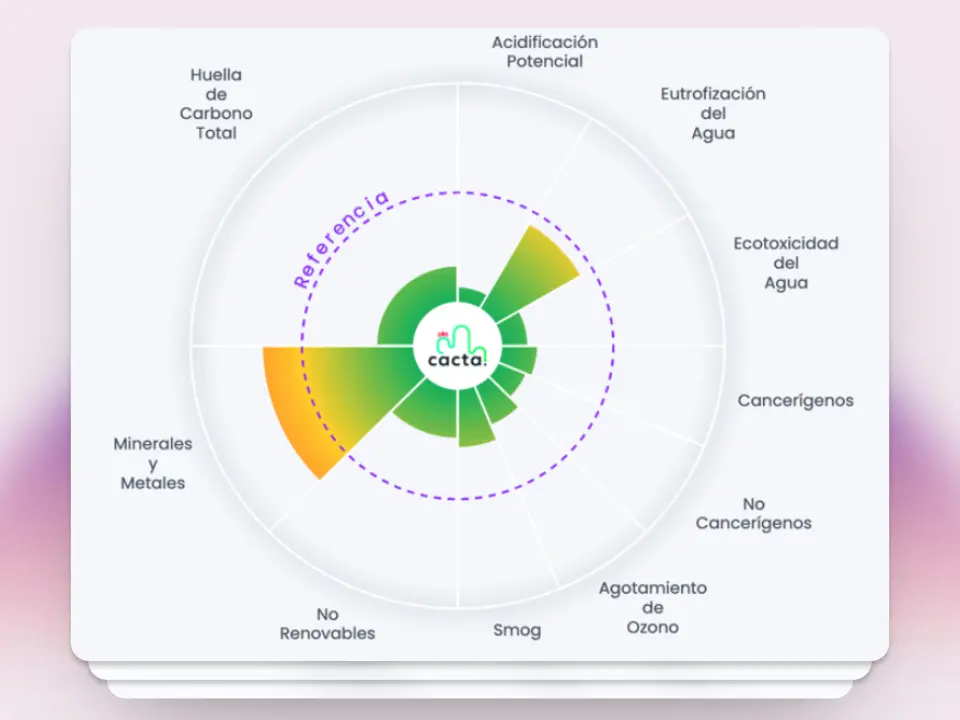 Acidificación
Potencial
Huella
de
Carbono
Total
Eutrofización
del
Agua
Referencia
Ecotoxicidad
del
Agua
cacta!
Cancerígenos
Minerales
y
Metales
No
Cancerígenos
Agotamiento
de
Ozono
No
Renovables
Smog